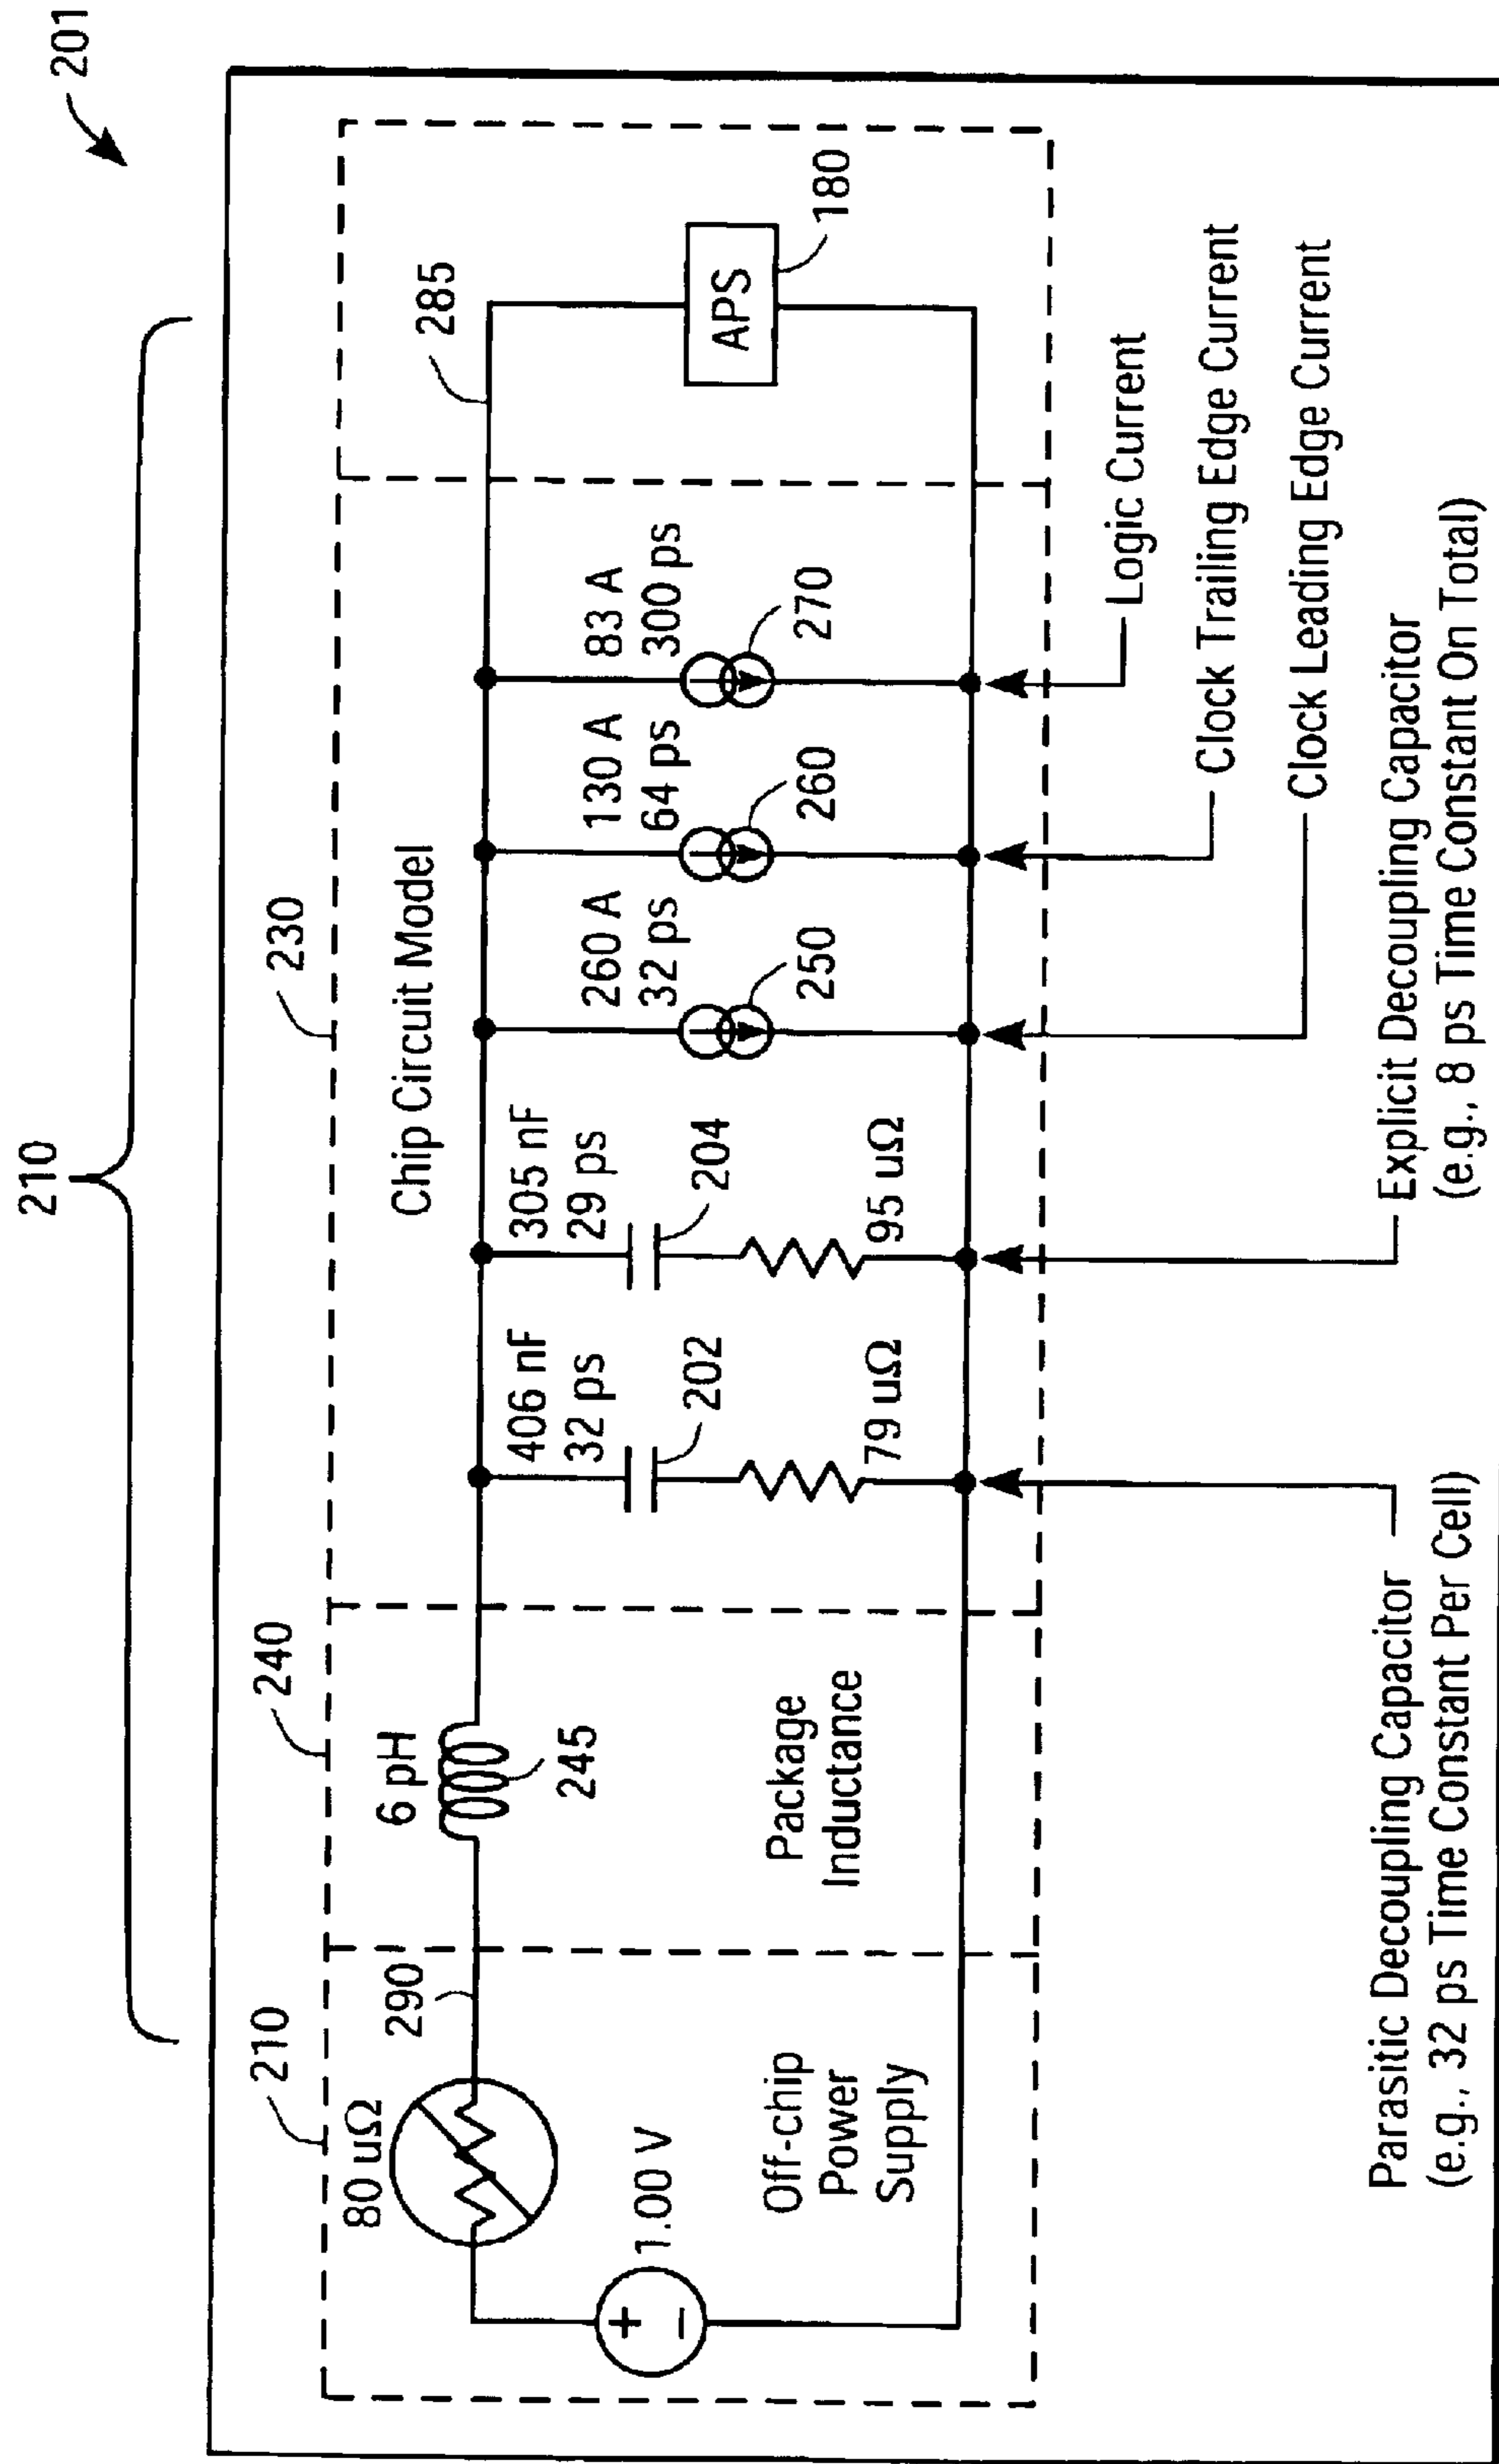 201
210
230
240
210
Chip Circuit Model
285
290
80 uΩ
6 pH
245
406 nF
32 ps
202
79 uΩ
305 nF
29 ps
204
95 uΩ
260 A
32 ps
250
130 A
64 ps
260
83 A
300 ps
270
APS
180
1.00 V
Off-chip
Power
Supply
Package
Inductance
Logic Current
Clock Trailing Edge Current
Clock Leading Edge Current
Explicit Decoupling Capacitor
(e.g., 8 ps Time Constant On Total)
Parasitic Decoupling Capacitor
(e.g., 32 ps Time Constant Per Cell)